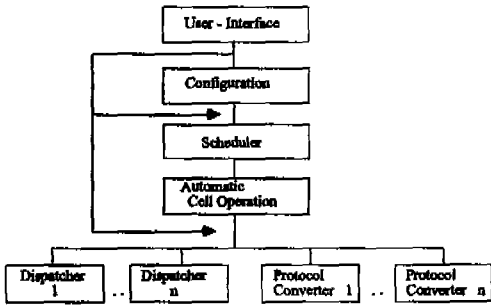 User - Interface
Configuration
Scheduler
Automatic
Cell Operation
Dispatcher
1
..
Dispatcher
n
Protocol
Converter 1
..
Protocol
Converter n